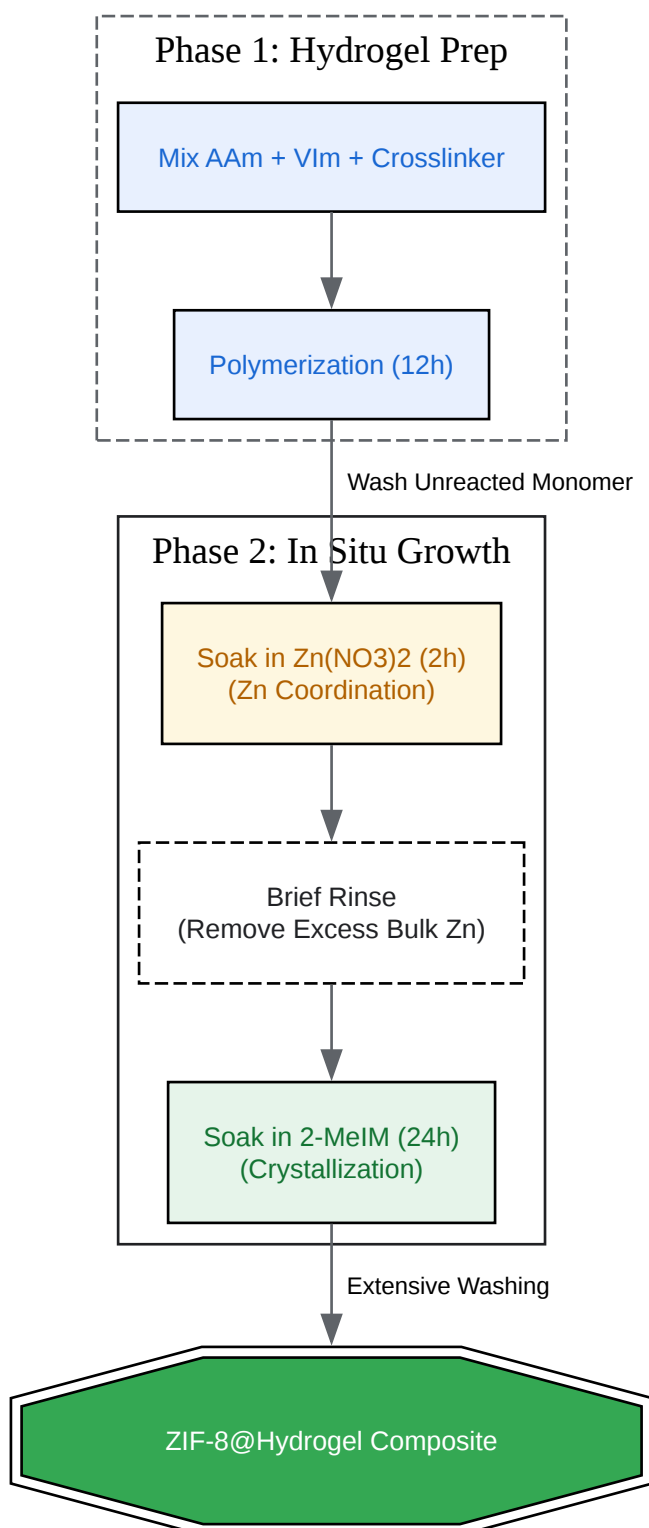 Phase 1: Hydrogel Prep
Mix AAm + VIm + Crosslinker
Polymerization (12h)
Wash Unreacted Monomer
Phase 2: In Situ Growth
Soak in Zn(NO3)2 (2h)
(Zn Coordination)
Brief Rinse
(Remove Excess Bulk Zn)
Soak in 2-MeIM (24h)
(Crystallization)
Extensive Washing
ZIF-8@Hydrogel Composite